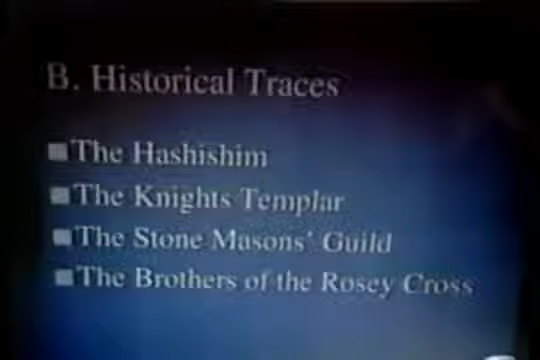 B. Historical Traces
The Hashishim
The Knights Templar
The Stone Masons' Guild
The Brothers of the Rosey Cross